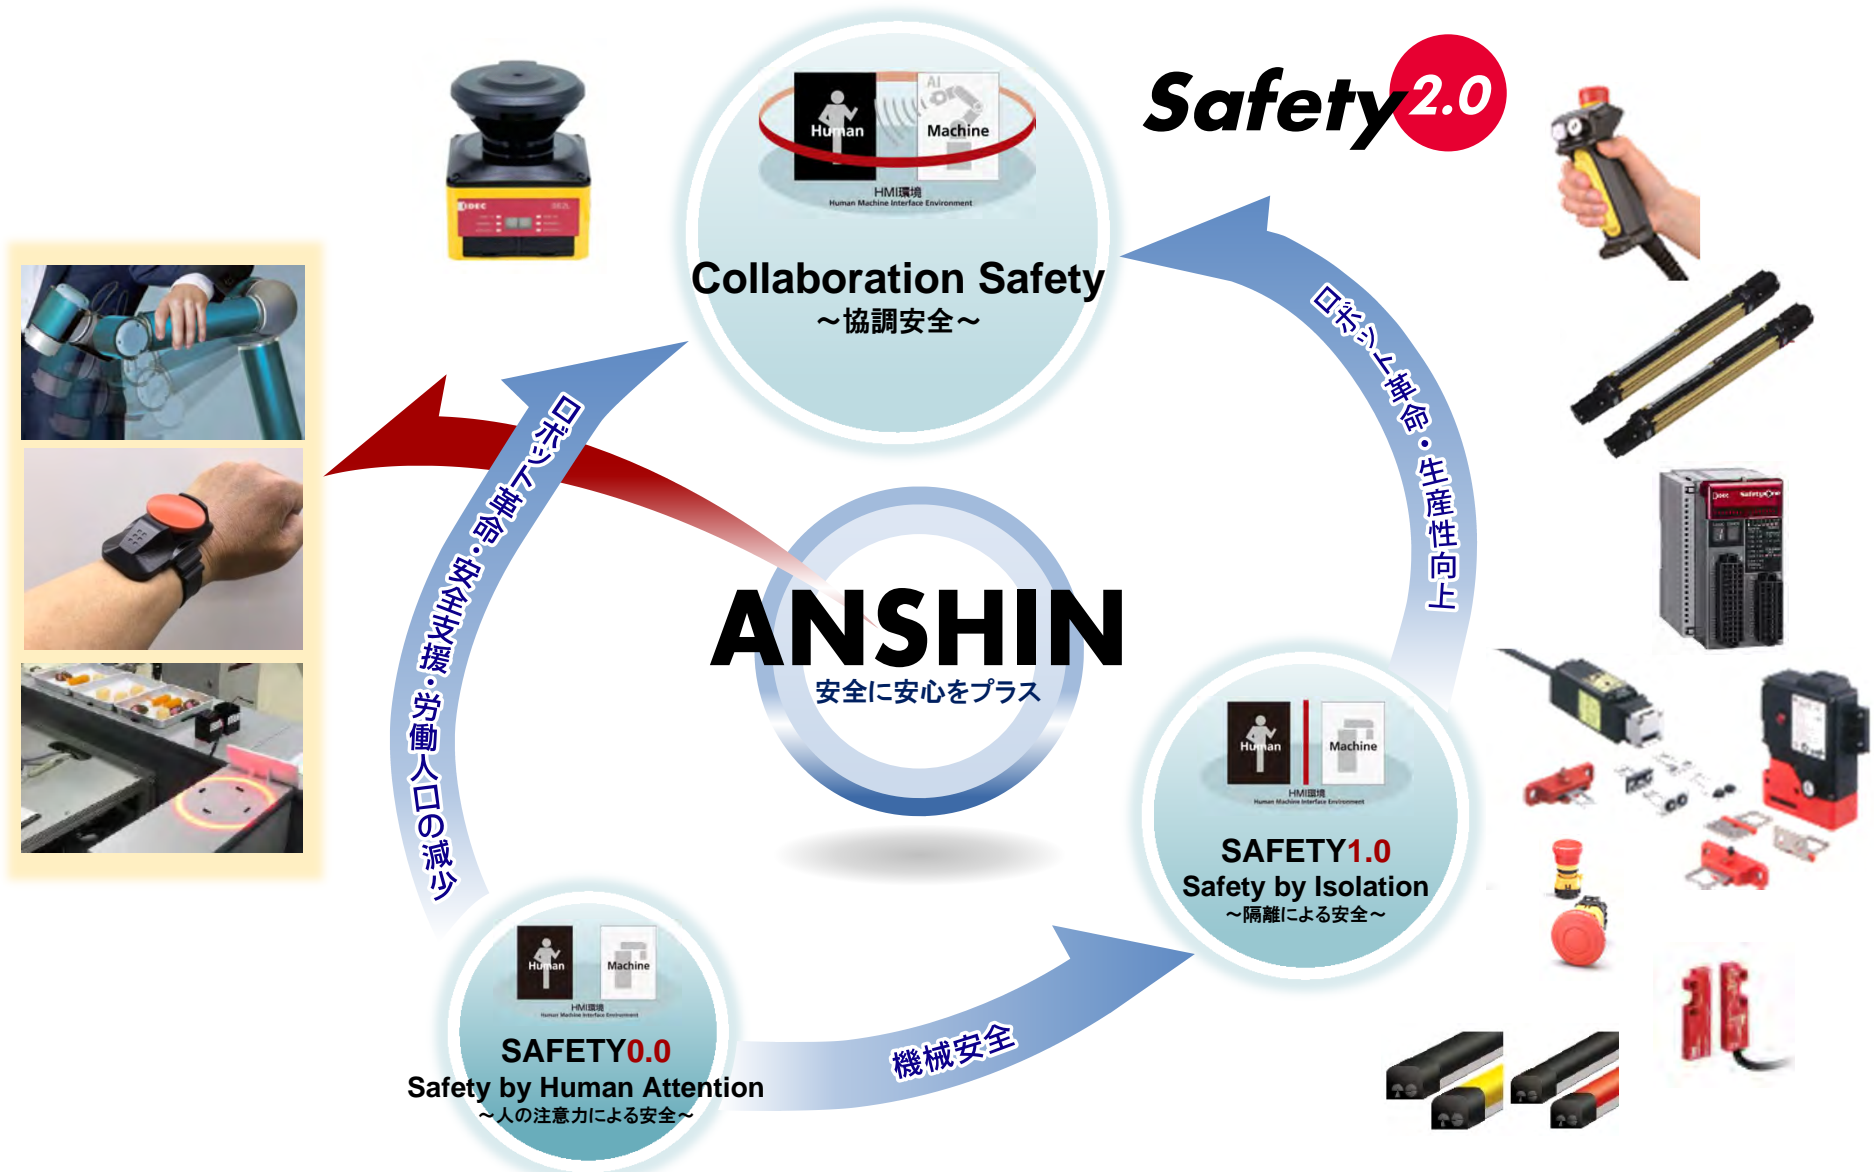 Safety2.0
AI
Human
Machine
HMI環境
Human Machine Interface Environment
Collaboration Safety
～協調安全～
IDEC
ロボット革命・生産性向上
ロボット革命・安全支援・労働人口の減少
IDEC
SafetyOne
ANSHIN
安全に安心をプラス
Human
Machine
HMI環境
Human Machine Interface Environment
SAFETY1.0
Safety by Isolation
～隔離による安全～
Human
Machine
HMI環境
Human Machine Interface Environment
SAFETY0.0
Safety by Human Attention
～人の注意力による安全～
機械安全